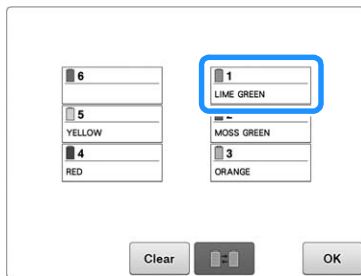 6
1
LIME GREEN
5
YELLOW
MOSS GREEN
4
RED
3
ORANGE
Clear
OK